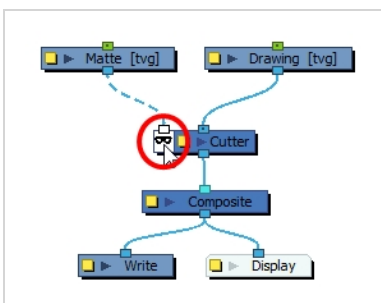 Matte [tvg]
Drawing [tvg]
Cutter
Composite
Write
Display